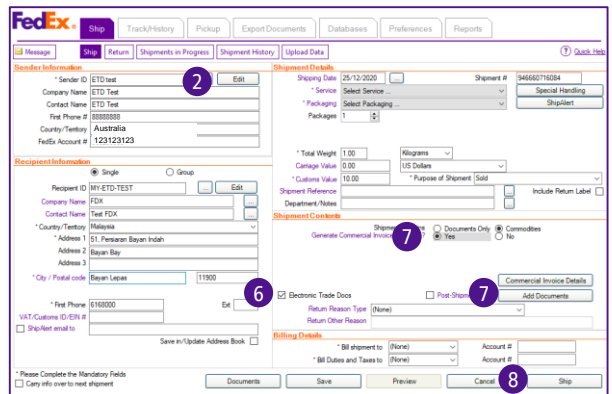 FedEx. Ship Track/History Pickup Export Documents Databases Preferences Reports
Message Ship Return Shipments in Progress Shipment History Upload Data ? Quick Help
Sender Information
* Sender ID ETD test 2 Edit
Company Name ETD Test
Contact Name ETD Test
First Phone # 88888888
Country/Territory Australia
FedEx Account # 123123123
Recipient Information
Single Group
Recipient ID MY-ETD-TEST ... Edit
Company Name FDX ...
Contact Name Test FDX ...
* Country/Territory Malaysia
* Address 1 51, Persiaran Bayan Indah
Address 2 Bayan Bay
Address 3
* City / Postal code Bayan Lepas 11900
* First Phone 6168000 Ext
VAT/Customs ID/EIN #
ShipAlert email to
Save in/Update Address Book
Shipment Details
Shipping Date 25/12/2020 ... Shipment # 946660716084
* Service Select Service ... Special Handling
* Packaging Select Packaging ... ShipAlert
Packages 1
* Total Weight 1.00 Kilograms
Carriage Value 0.00 US Dollars
* Customs Value 10.00 * Purpose of Shipment Sold
Shipment Reference ... Include Return Label
Department/Notes ...
Shipment Contents
Shipme 7 s Documents Only Commodities
Generate Commercial Invoic ? Yes No
Commercial Invoice Details
6 Electronic Trade Docs Post-Shipm 7 Add Documents
Return Reason Type (None)
Return Other Reason
Billing Details
* Bill shipment to (None) Account #
* Bill Duties and Taxes to (None) Account #
* Please Complete the Mandatory Fields
Carry info over to next shipment Documents Save Preview Cancel 8 Ship